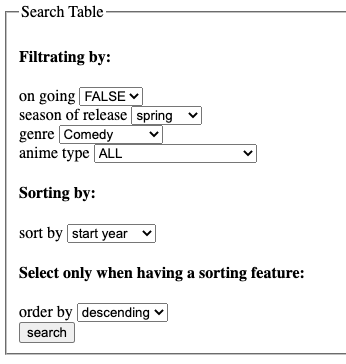 Search Table
Filtrating by:
on going FALSE
season of release spring
genre Comedy
anime type ALL
Sorting by:
sort by start year
Select only when having a sorting feature:
order by descending
search